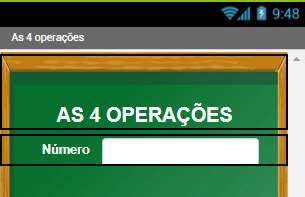 9:48
As 4 operações
AS 4 OPERAÇÕES
Número